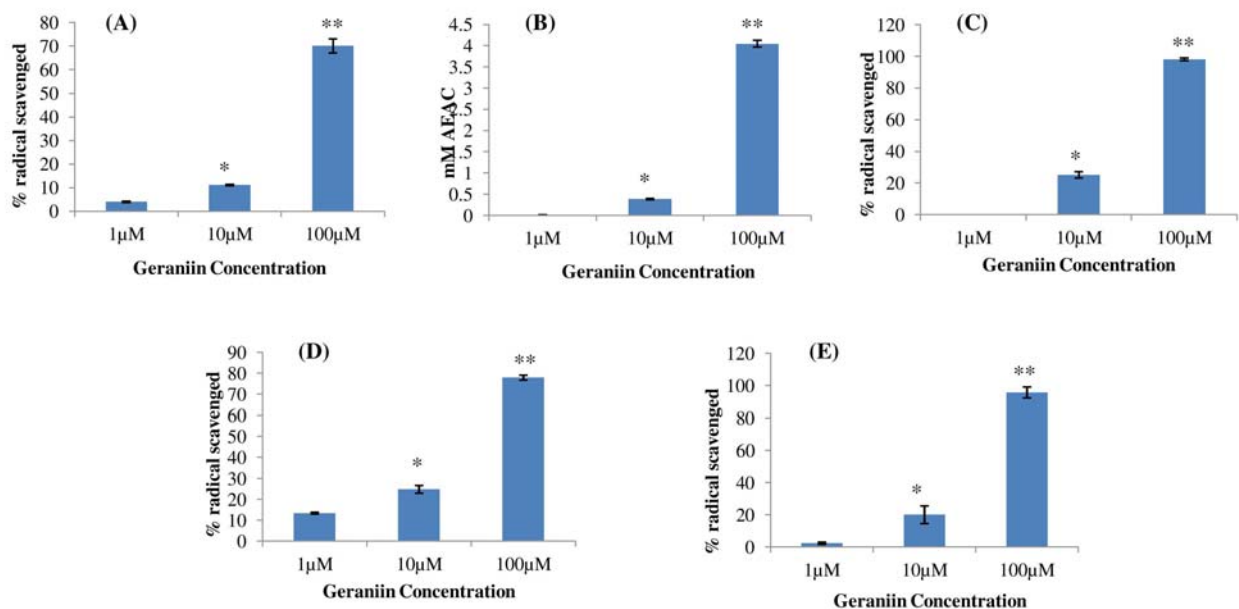 (A)
% radical scavenged
80
70
60
50
40
30
20
10
0
**
*
1µM
10µM
100µM
Geraniin Concentration
(B)
mM AEAC
4.5
4
3.5
3
2.5
2
1.5
1
0.5
0
**
*
1µM
10µM
100µM
Geraniin Concentration
(C)
% radical scavenged
120
100
80
60
40
20
0
**
*
1µM
10µM
100µM
Geraniin Concentration
(D)
% radical scavenged
90
80
70
60
50
40
30
20
10
0
**
*
1µM
10µM
100µM
Geraniin Concentration
(E)
% radical scavenged
120
100
80
60
40
20
0
**
*
1µM
10µM
100µM
Geraniin Concentration